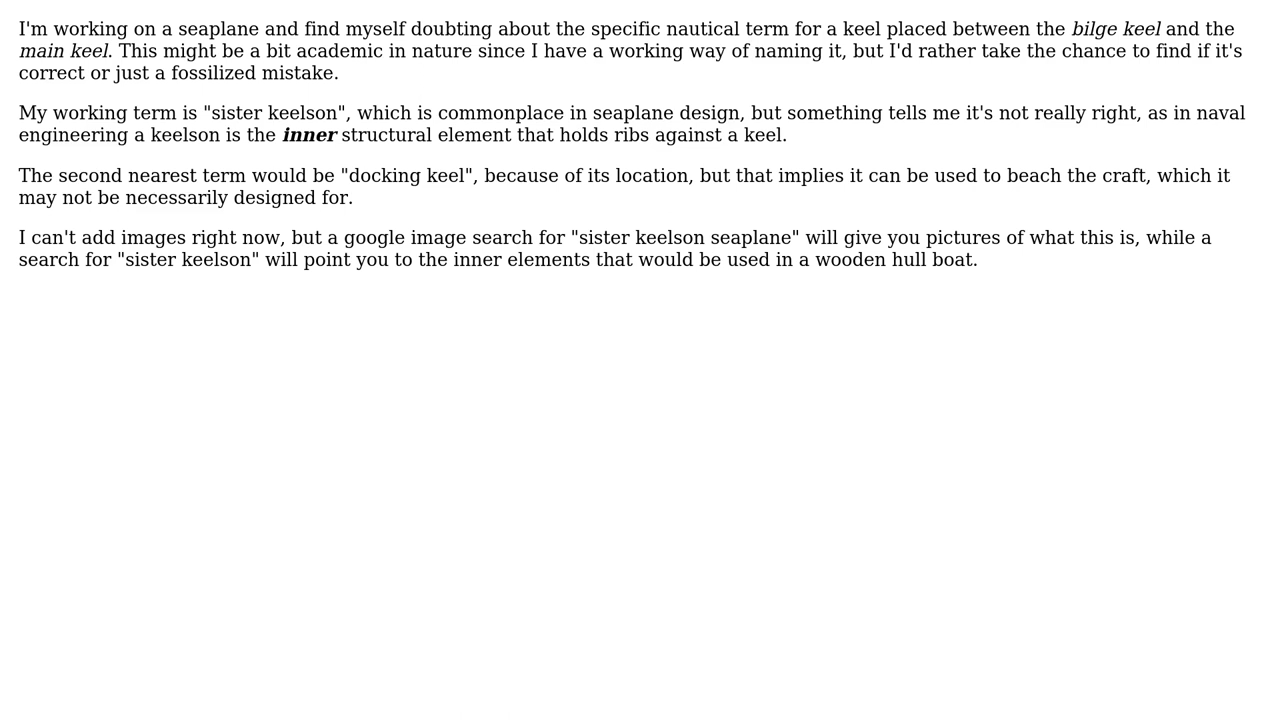 I'm working on a seaplane and find myself doubting about the specific nautical term for a keel placed between the bilge keel and the
main keel. This might be a bit academic in nature since I have a working way of naming it, but I'd rather take the chance to find if it's
correct or just a fossilized mistake.
My working term is "sister keelson", which is commonplace in seaplane design, but something tells me it's not really right, as in naval
engineering a keelson is the inner structural element that holds ribs against a keel.
The second nearest term would be "docking keel", because of its location, but that implies it can be used to beach the craft, which it
may not be necessarily designed for.
I can't add images right now, but a google image search for "sister keelson seaplane" will give you pictures of what this is, while a
search for "sister keelson" will point you to the inner elements that would be used in a wooden hull boat.